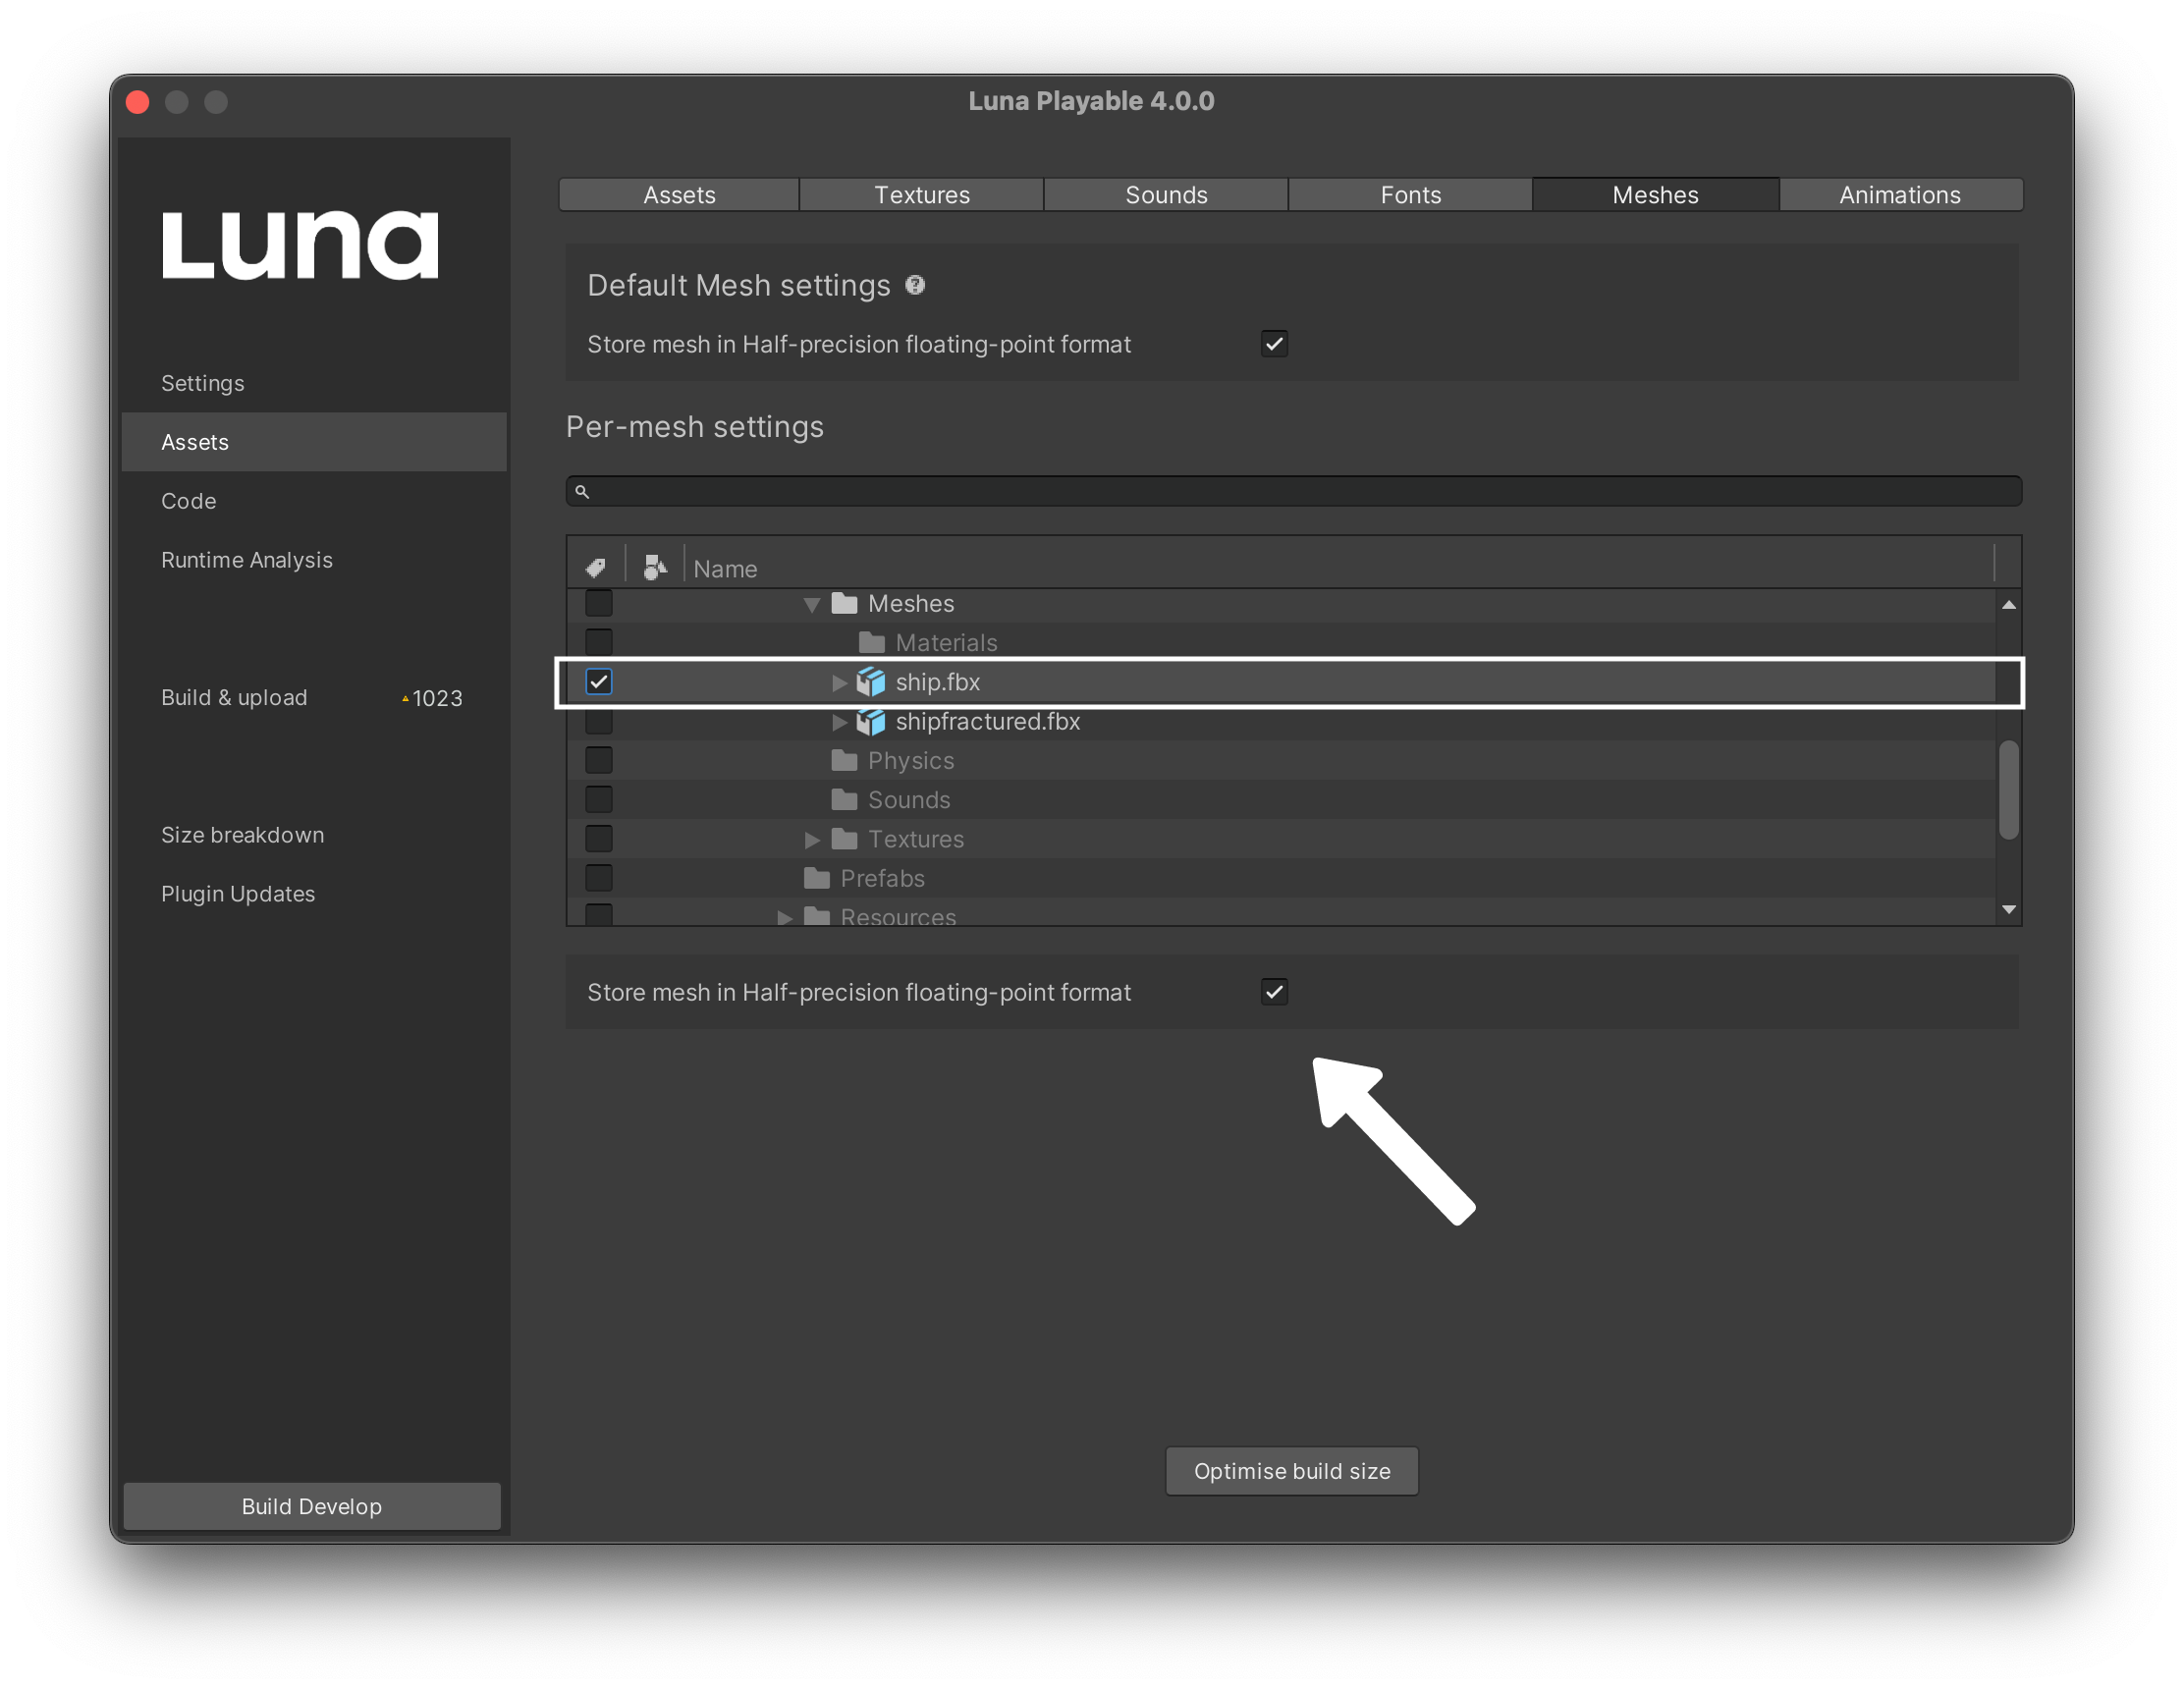 Luna Playable 4.0.0
Luna
Settings
Assets
Code
Runtime Analysis
Build & upload 1023
Size breakdown
Plugin Updates
Build Develop
Assets Textures Sounds Fonts Meshes Animations
Default Mesh settings
Store mesh in Half-precision floating-point format
Per-mesh settings
Name
Meshes
Materials
ship.fbx
shipfractured.fbx
Physics
Sounds
Textures
Prefabs
Resources
Store mesh in Half-precision floating-point format
Optimise build size